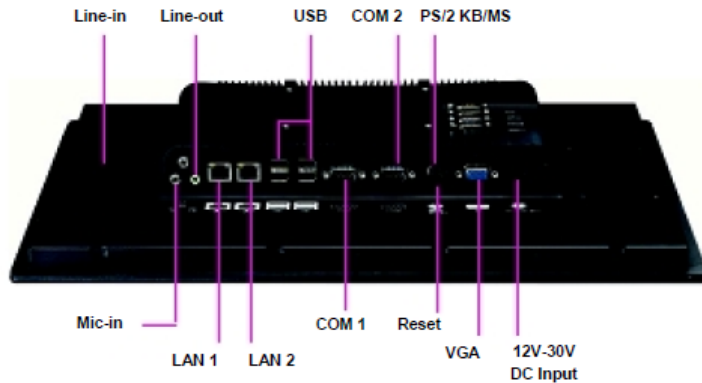 Line-in
Line-out
USB
COM 2
PS/2 KB/MS
Mic-in
LAN 1
LAN 2
COM 1
Reset
VGA
12V-30V
DC Input